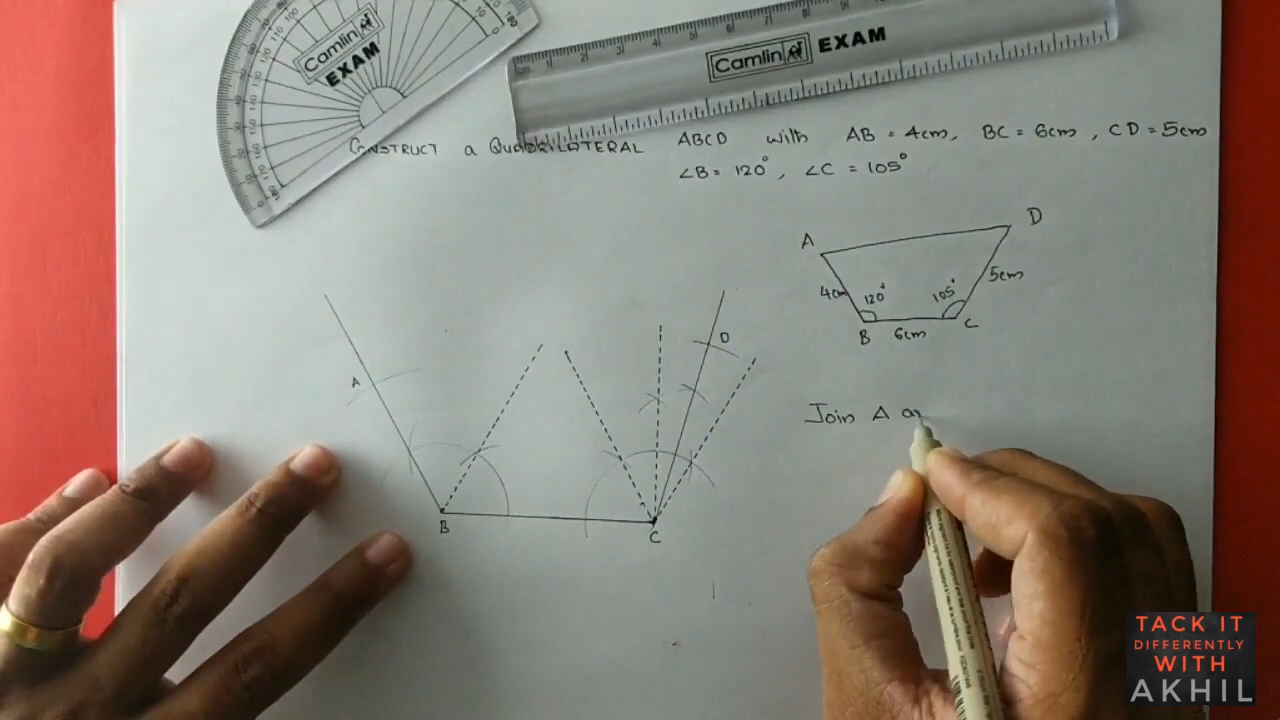 Camlin
EXAM
Camlin EXAM
CONSTRUCT a QUADRILATERAL ABCD with AB = 4cm, BC = 6cm, CD = 5cm
∠B = 120°, ∠C = 105°
A
D
4cm
120°
105°
5cm
B
6cm
C
A
D
B
C
Join A an
TACK IT
DIFFERENTLY
WITH
AKHIL